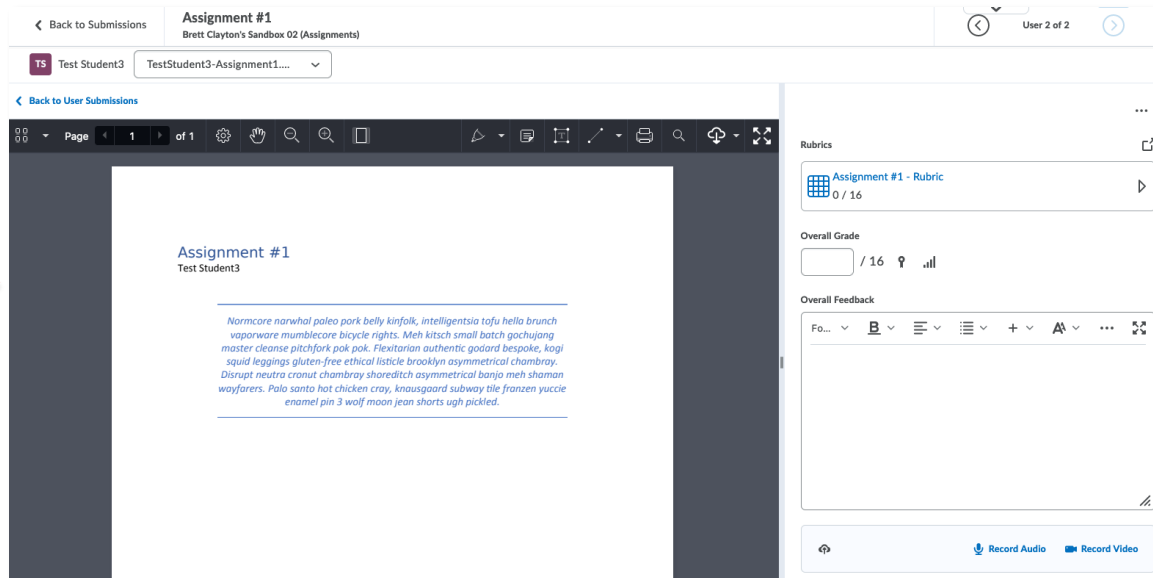 Back to Submissions
Assignment #1
Brett Clayton's Sandbox 02 (Assignments)
User 2 of 2
TS
Test Student3
TestStudent3-Assignment1....
Back to User Submissions
Page 1 of 1
Assignment #1
Test Student3
Normcore narwhal paleo pork belly kinfolk, intelligentsia tofu hella brunch
vaporware mumblecore bicycle rights. Meh kitsch small batch gochujang
master cleanse pitchfork pok pok. Flexitarian authentic godard bespoke, kogi
squid leggings gluten-free ethical listicle brooklyn asymmetrical chambray.
Disrupt neutra cronut chambray shoreditch asymmetrical banjo meh shaman
wayfarers. Palo santo hot chicken cray, knausgaard subway tile franzen yuccie
enamel pin 3 wolf moon jean shorts ugh pickled.
Rubrics
Assignment #1 - Rubric
0 / 16
Overall Grade
/ 16
Overall Feedback
Fo...
Record Audio
Record Video